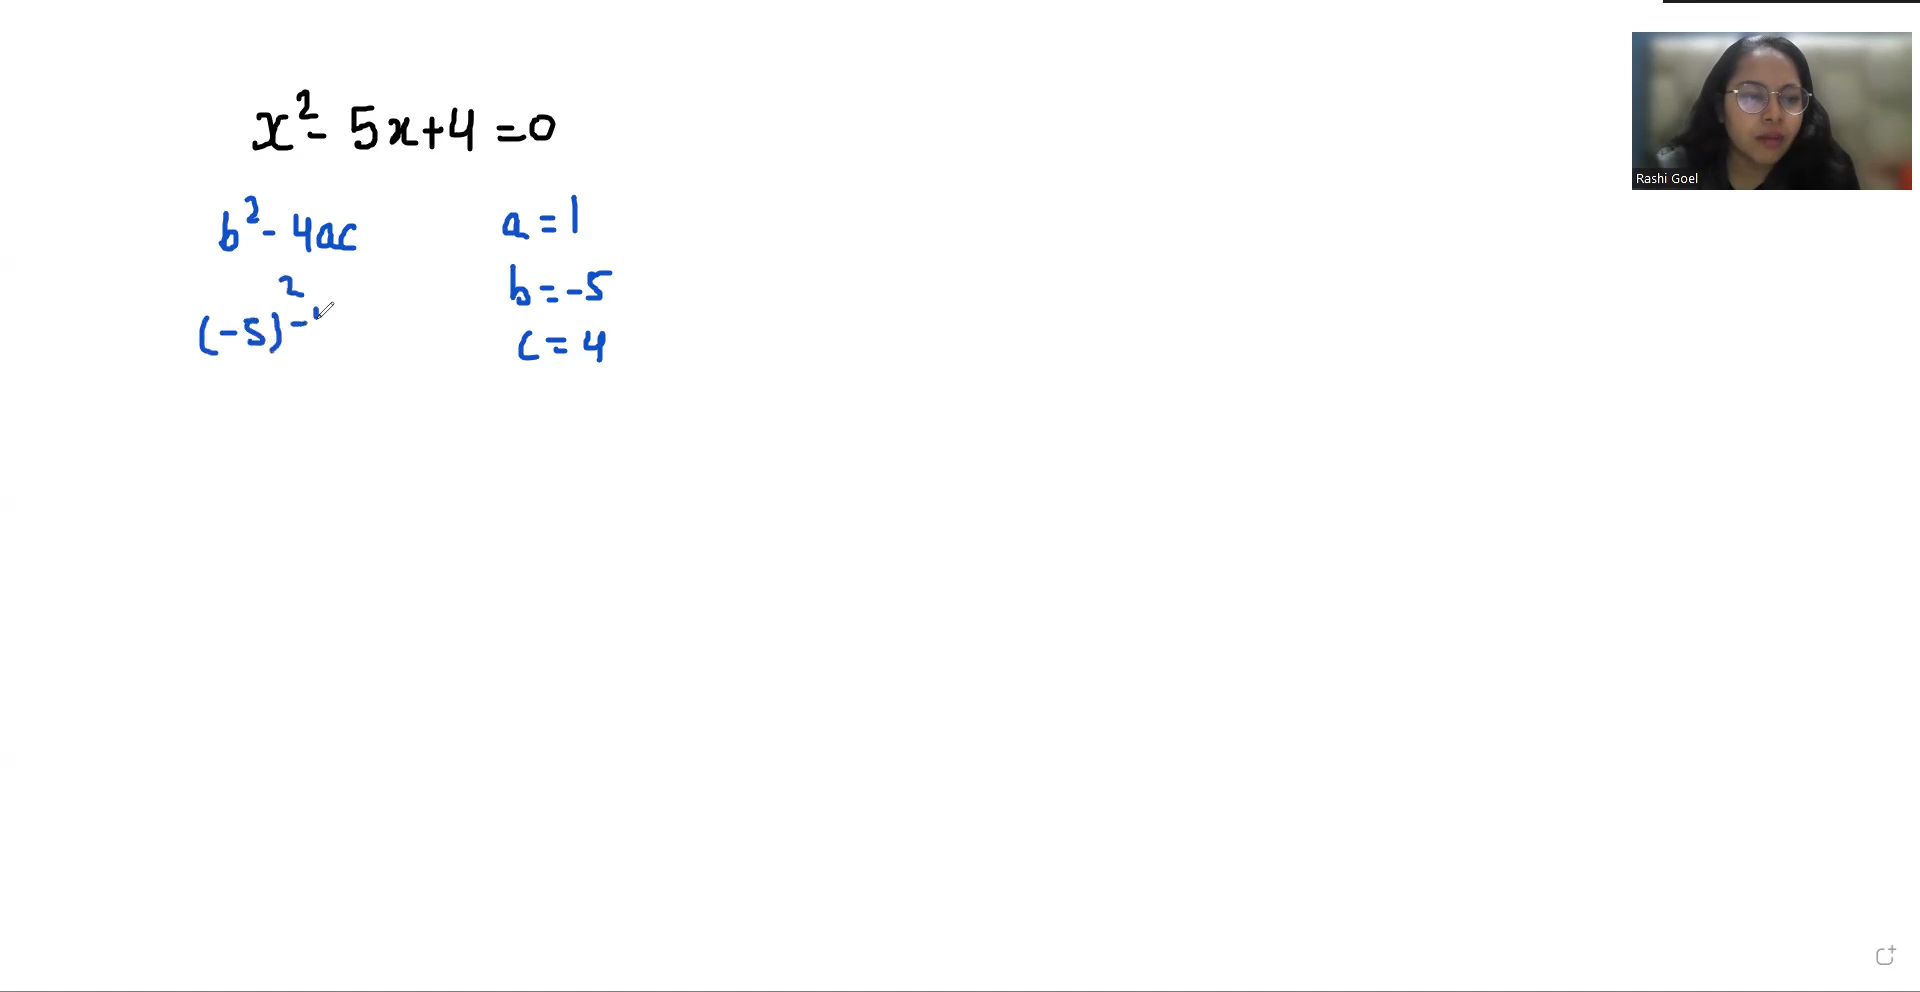 x² - 5x + 4 = 0
b² - 4ac
(-5)² -
a = 1
b = -5
c = 4
Rashi Goel